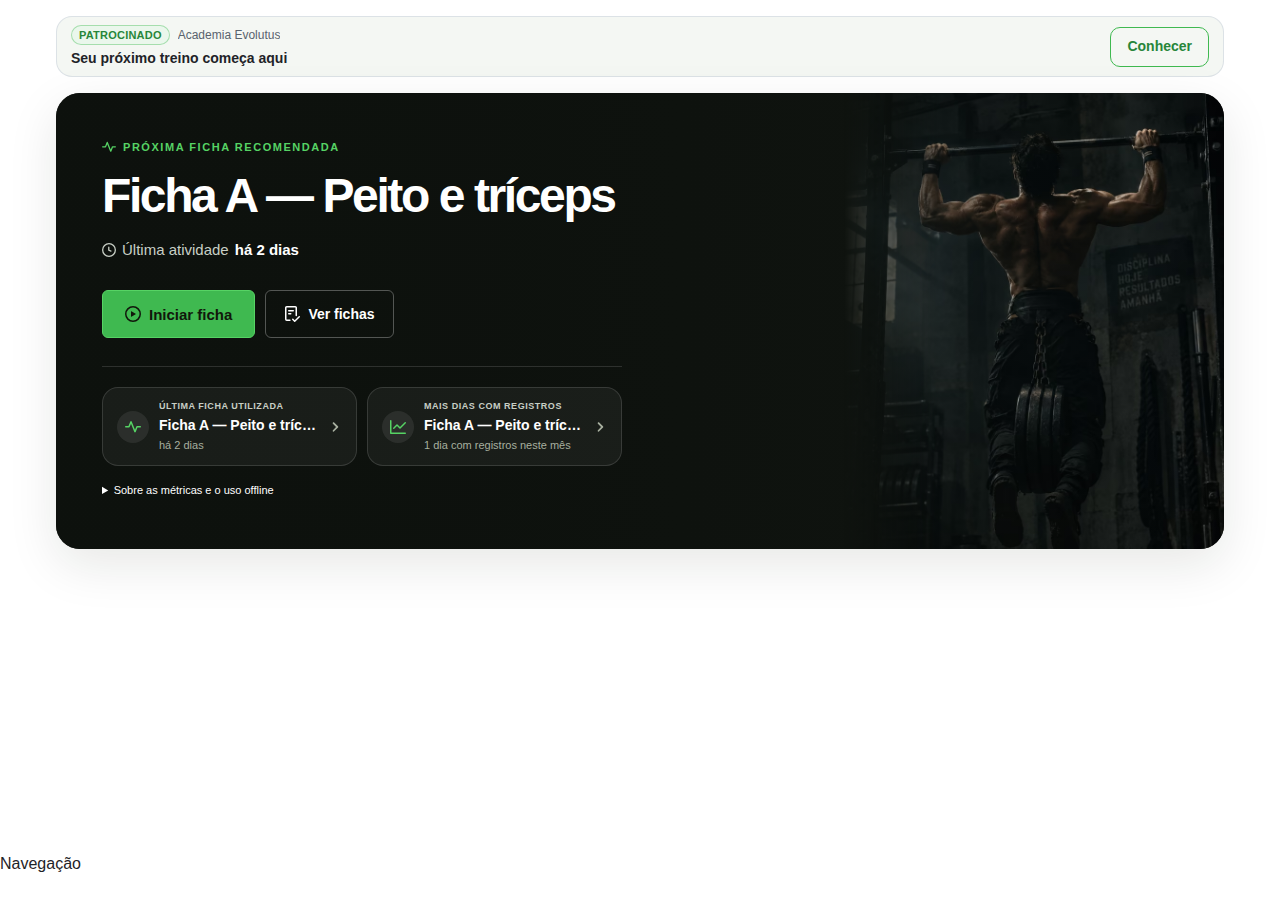 PATROCINADO Academia Evolutus
Seu próximo treino começa aqui
Conhecer
PRÓXIMA FICHA RECOMENDADA
Ficha A — Peito e tríceps
Última atividade há 2 dias
Iniciar ficha
Ver fichas
ÚLTIMA FICHA UTILIZADA
Ficha A — Peito e tríc...
há 2 dias
MAIS DIAS COM REGISTROS
Ficha A — Peito e tríc...
1 dia com registros neste mês
Sobre as métricas e o uso offline
DISCIPLINA
HOJE
RESULTADOS
AMANHÃ
Navegação